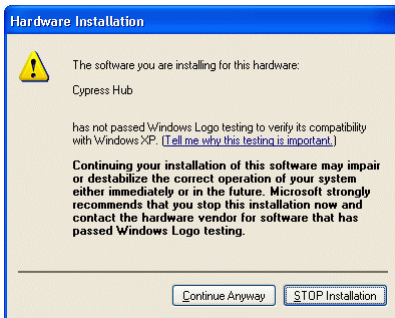 Hardware Installation
The software you are installing for this hardware:
Cypress Hub
has not passed Windows Logo testing to verify its compatibility
with Windows XP. (Tell me why this testing is important.)
Continuing your installation of this software may impair
or destabilize the correct operation of your system
either immediately or in the future. Microsoft strongly
recommends that you stop this installation now and
contact the hardware vendor for software that has
passed Windows Logo testing.
Continue Anyway STOP Installation